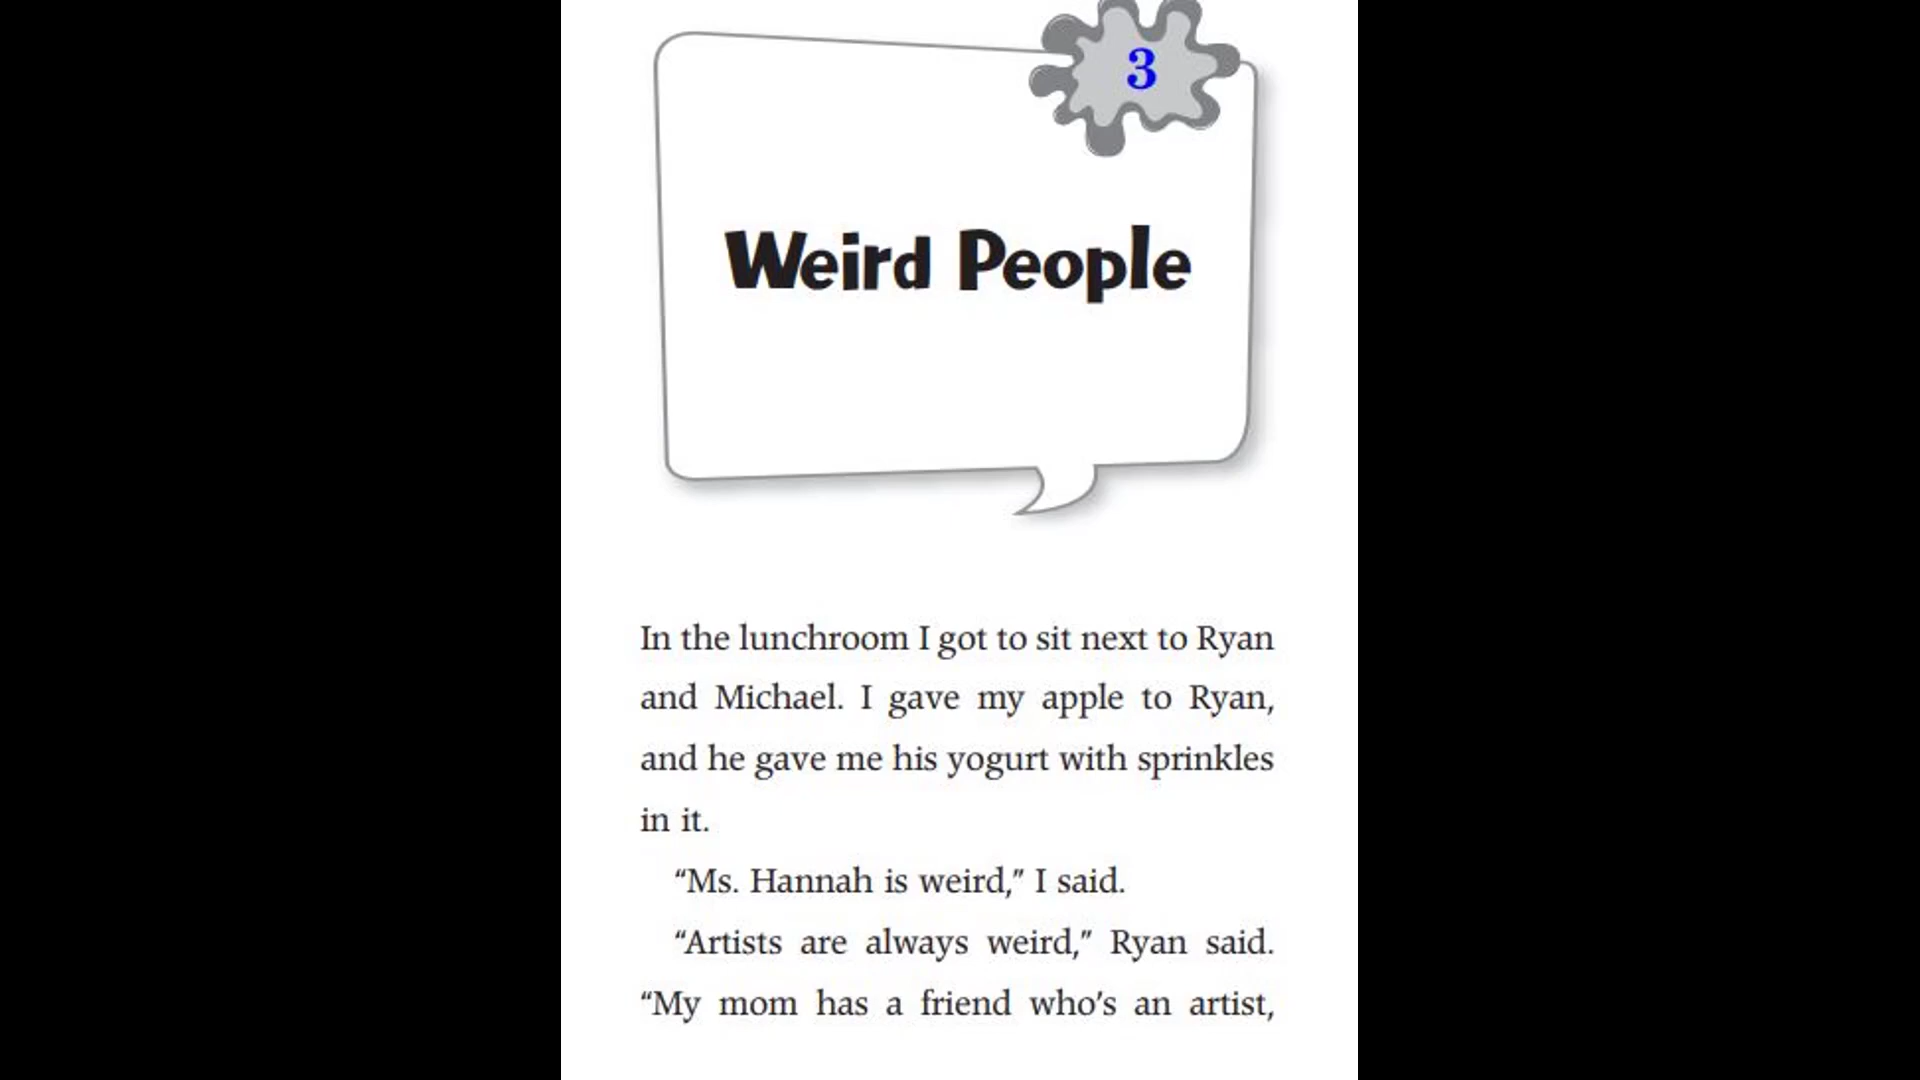 3
Weird People
In the lunchroom I got to sit next to Ryan
and Michael. I gave my apple to Ryan,
and he gave me his yogurt with sprinkles
in it.
“Ms. Hannah is weird,” I said.
“Artists are always weird,” Ryan said.
“My mom has a friend who’s an artist,